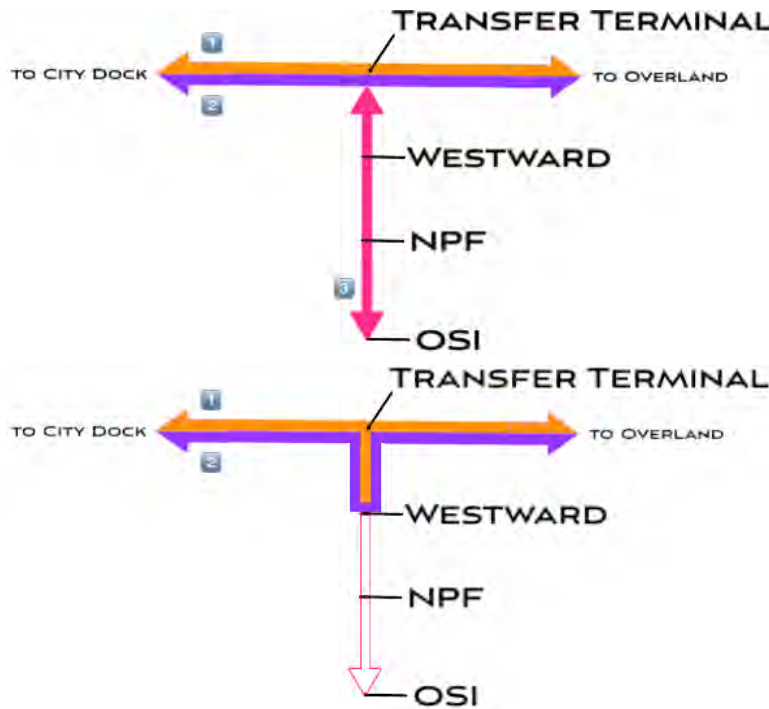 TRANSFER TERMINAL
1
TO CITY DOCK
TO OVERLAND
2
WESTWARD
NPF
3
OSI
TRANSFER TERMINAL
1
TO CITY DOCK
TO OVERLAND
2
WESTWARD
NPF
OSI